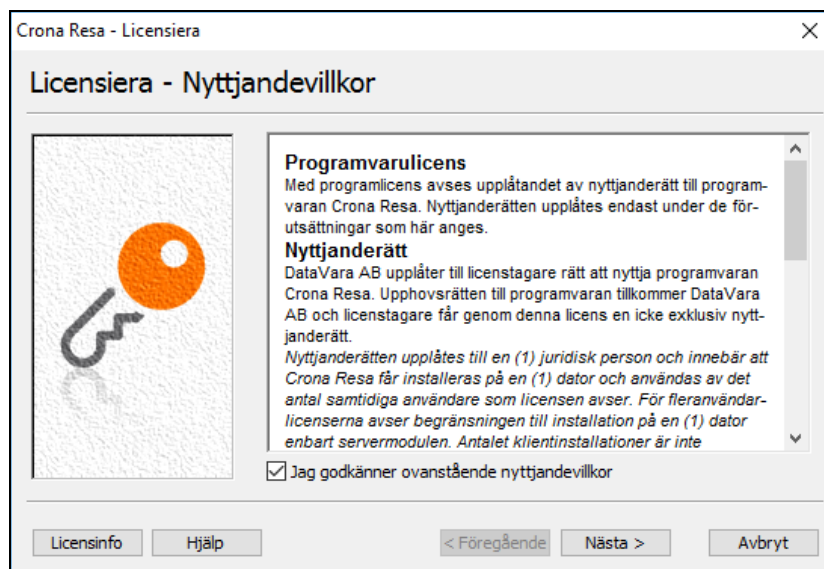 Crona Resa - Licensiera
Licensiera - Nyttjandevillkor
Programvarulicens
Med programlicens avses upplåtandet av nyttjanderätt till program-
varan Crona Resa. Nyttjanderätten upplåtes endast under de för-
utsättningar som här anges.
Nyttjanderätt
DataVara AB upplåter till licenstagare rätt att nyttja programvaran
Crona Resa. Upphovsrätten till programvaran tillkommer DataVara
AB och licenstagare får genom denna licens en icke exklusiv nytt-
janderätt.
Nyttjanderätten upplåtes till en (1) juridisk person och innebär att
Crona Resa får installeras på en (1) dator och användas av det
antal samtidiga användare som licensen avser. För fleranvändar-
licenserna avser begränsningen till installation på en (1) dator
enbart servermodulen. Antalet klientinstallationer är inte
Jag godkänner ovanstående nyttjandevillkor
Licensinfo
Hjälp
< Föregående
Nästa >
Avbryt